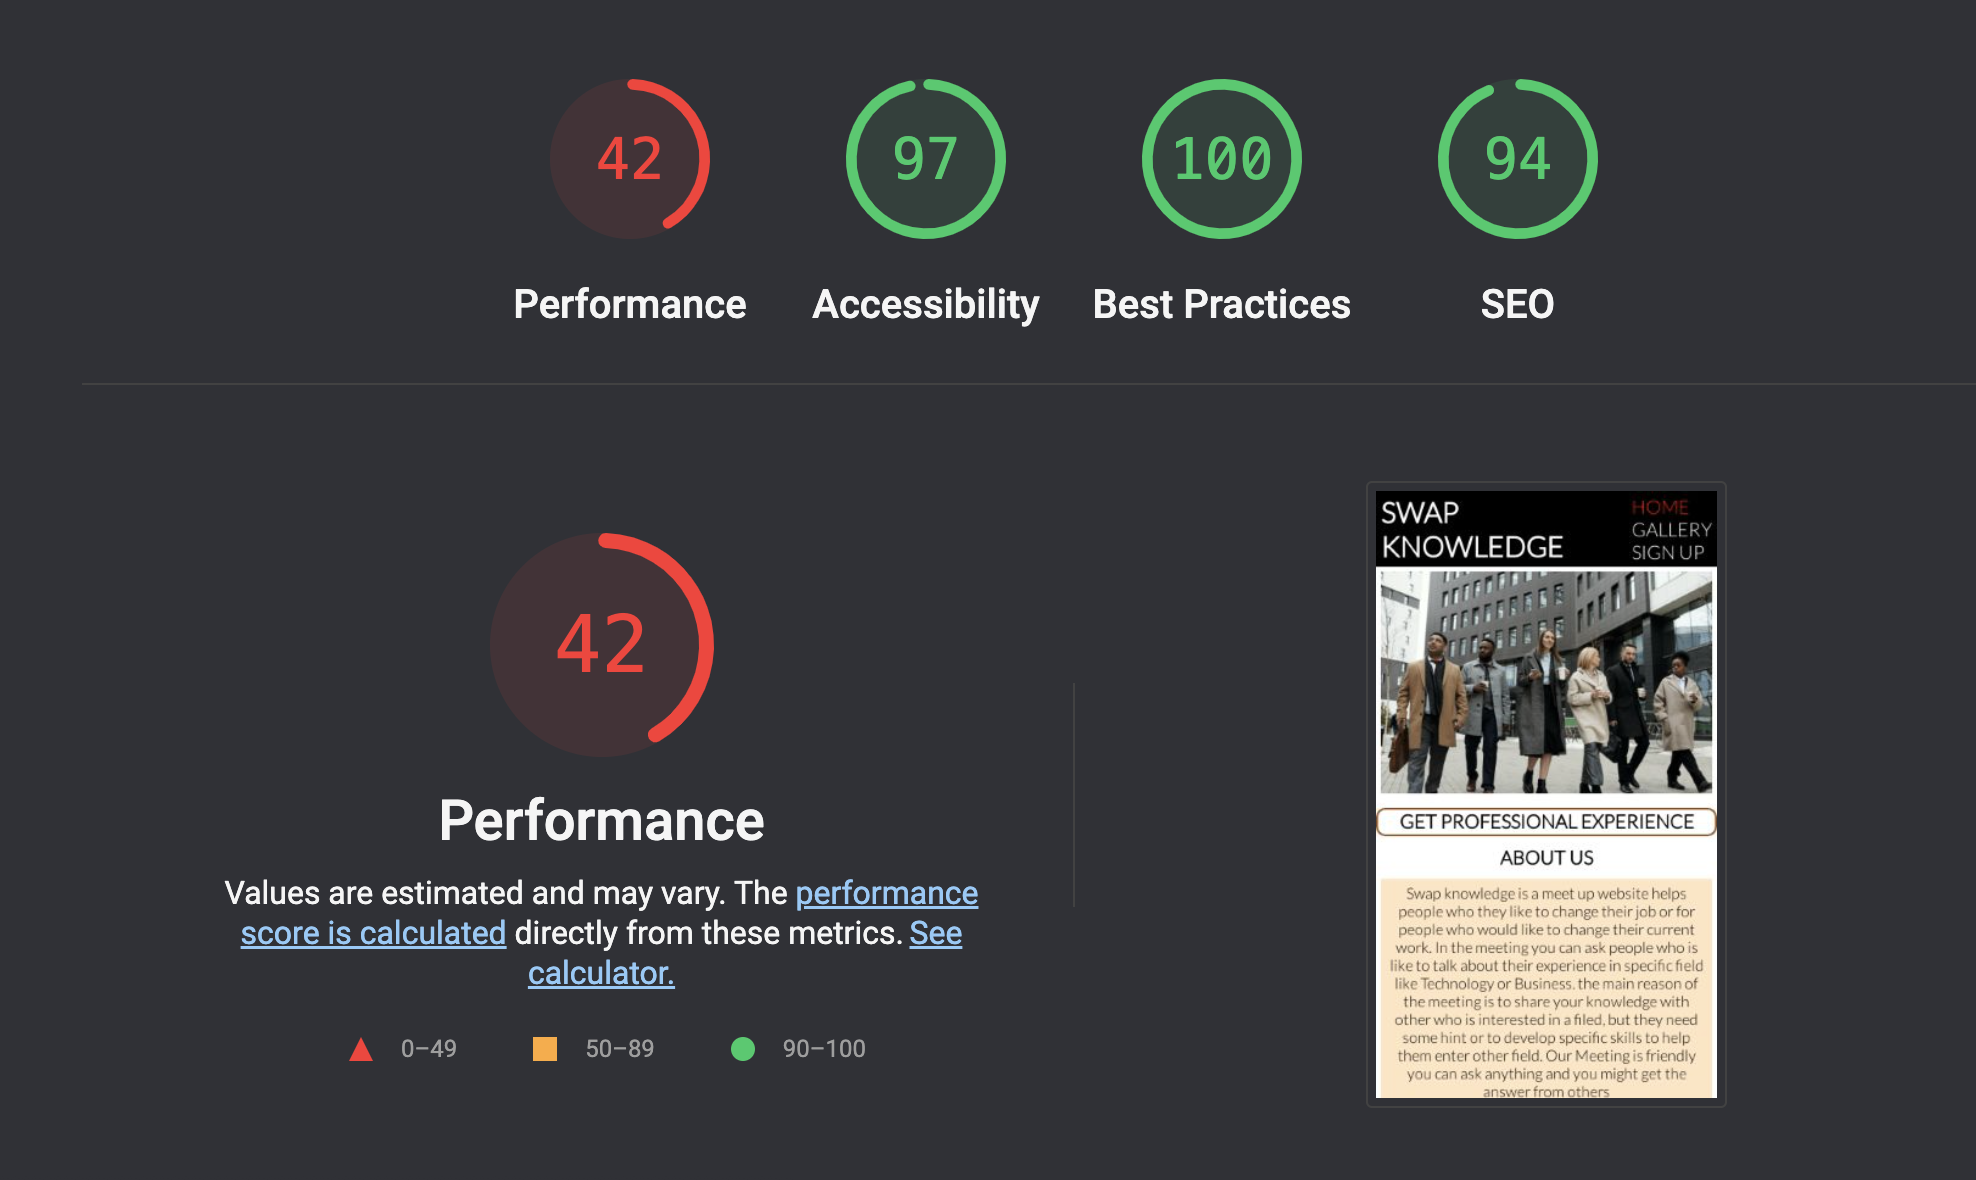 42
97
100
94
Performance
Accessibility
Best Practices
SEO
42
Performance
Values are estimated and may vary. The performance
score is calculated directly from these metrics. See
calculator.
0–49
50–89
90–100
SWAP
KNOWLEDGE
HOME
GALLERY
SIGN UP
GET PROFESSIONAL EXPERIENCE
ABOUT US
Swap knowledge is a meet up website helps
people who they like to change their job or for
people who would like to change their current
work. In the meeting you can ask people who is
like to talk about their experience in specific field
like Technology or Business. the main reason of
the meeting is to share your knowledge with
other who is interested in a filed, but they need
some hint or to develop specific skills to help
them enter other field. Our Meeting is friendly
you can ask anything and you might get the
answer from others